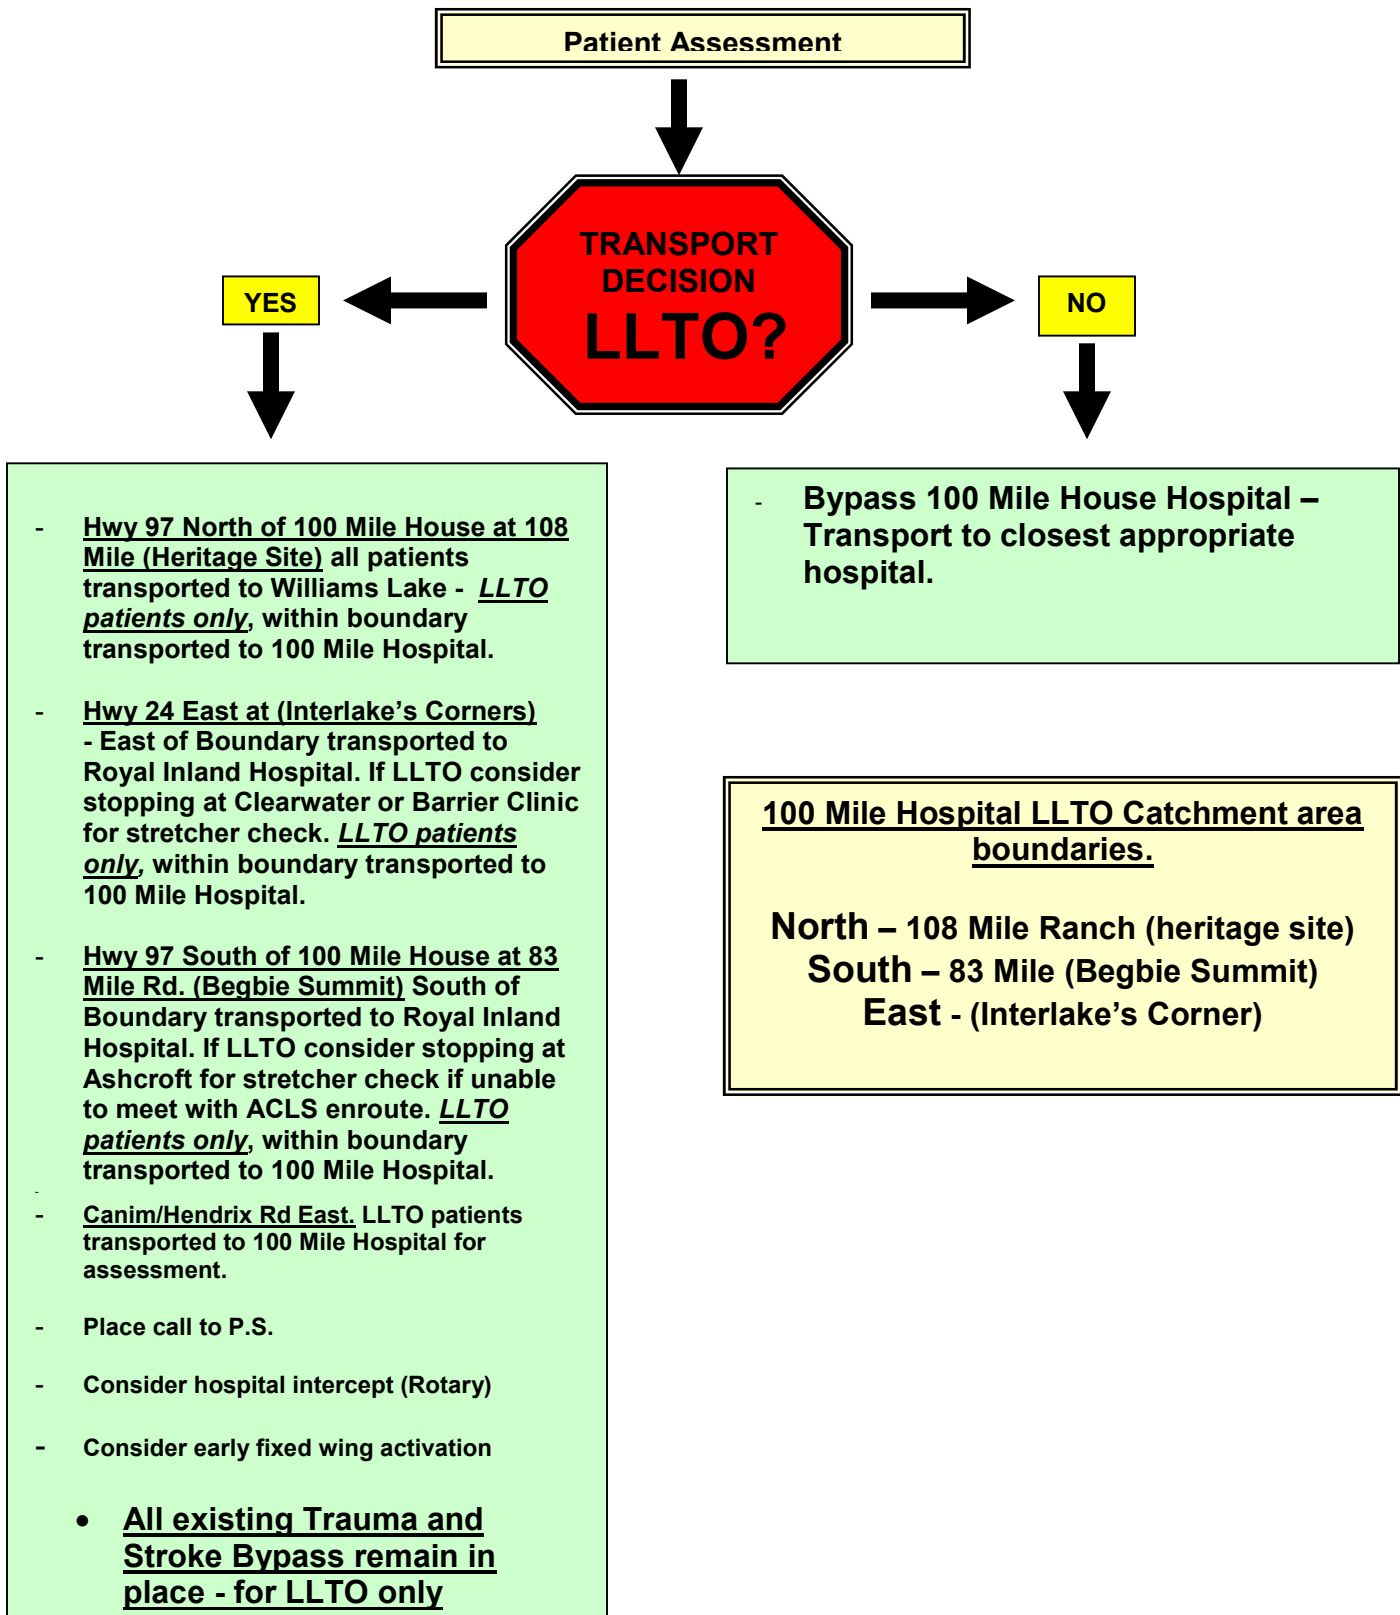 Patient Assessment
TRANSPORT
DECISION
LLTO?
YES
NO
- Hwy 97 North of 100 Mile House at 108
Mile (Heritage Site) all patients
transported to Williams Lake - LLTO
patients only, within boundary
transported to 100 Mile Hospital.
- Hwy 24 East at (Interlake's Corners)
- East of Boundary transported to
Royal Inland Hospital. If LLTO consider
stopping at Clearwater or Barrier Clinic
for stretcher check. LLTO patients
only, within boundary transported to
100 Mile Hospital.
- Hwy 97 South of 100 Mile House at 83
Mile Rd. (Begbie Summit) South of
Boundary transported to Royal Inland
Hospital. If LLTO consider stopping at
Ashcroft for stretcher check if unable
to meet with ACLS enroute. LLTO
patients only, within boundary
transported to 100 Mile Hospital.
-
- Canim/Hendrix Rd East. LLTO patients
transported to 100 Mile Hospital for
assessment.
- Place call to P.S.
- Consider hospital intercept (Rotary)
- Consider early fixed wing activation
• All existing Trauma and
Stroke Bypass remain in
place - for LLTO only
- Bypass 100 Mile House Hospital –
Transport to closest appropriate
hospital.
100 Mile Hospital LLTO Catchment area
boundaries.
North – 108 Mile Ranch (heritage site)
South – 83 Mile (Begbie Summit)
East - (Interlake's Corner)